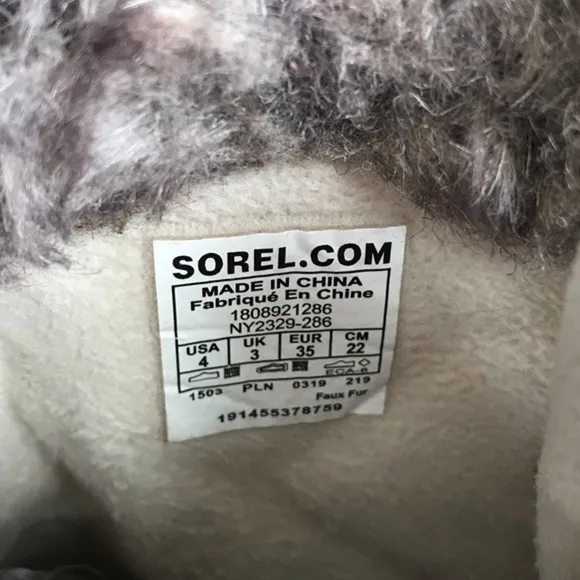 SOREL.COM
MADE IN CHINA
Fabriqué En Chine
1808921286
NY2329-286
USA UK EUR CM
4 3 35 22
EGA-6
1503 PLN 0319 219
Faux Fur
191455378759